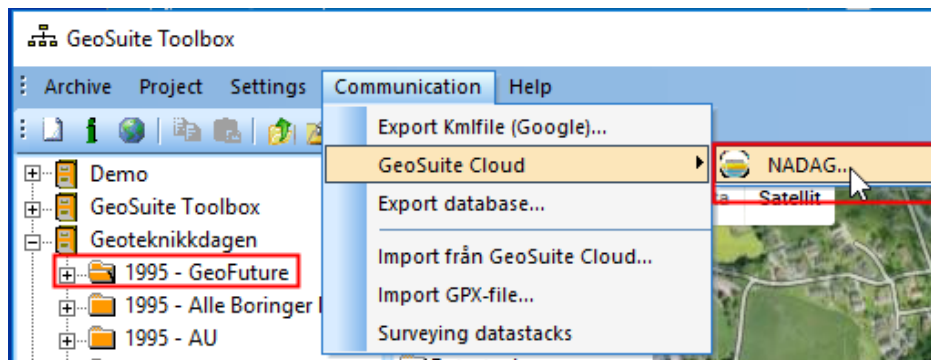 GeoSuite Toolbox
Archive Project Settings Communication Help
Export Kmlfile (Google)...
GeoSuite Cloud
NADAG...
Export database...
Satellit
Import från GeoSuite Cloud...
Import GPX-file...
Surveying datastacks
Demo
GeoSuite Toolbox
Geoteknikkdagen
1995 - GeoFuture
1995 - Alle Boringer
1995 - AU